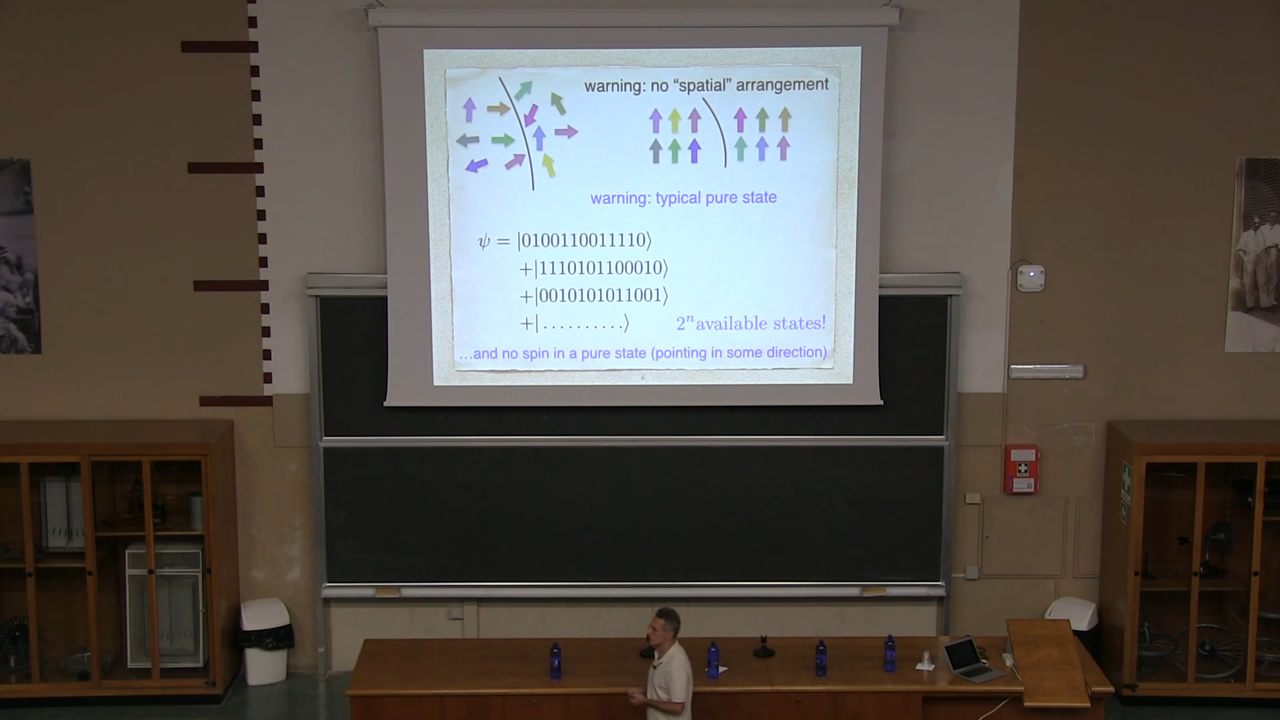 warning: no “spatial” arrangement
warning: typical pure state
ψ = |0100110011110⟩
+|1110101100010⟩
+|0010101011001⟩
+|..........⟩ 2ⁿ available states!
...and no spin in a pure state (pointing in some direction)